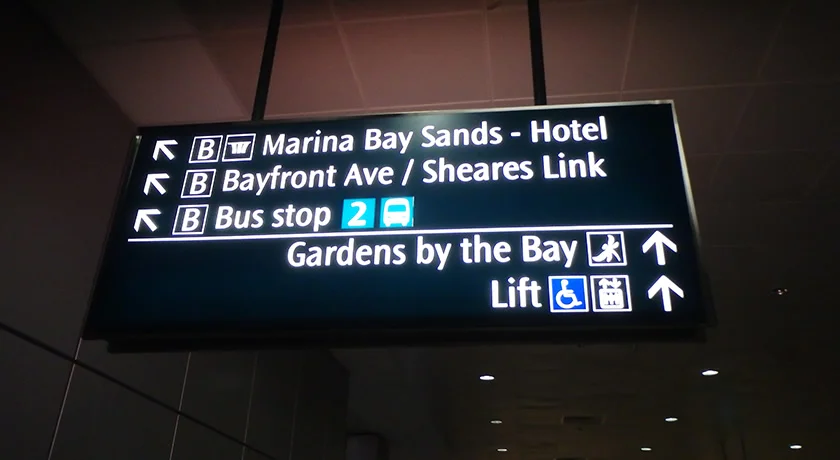 B Marina Bay Sands - Hotel
B Bayfront Ave / Sheares Link
B Bus stop 2
Gardens by the Bay
Lift